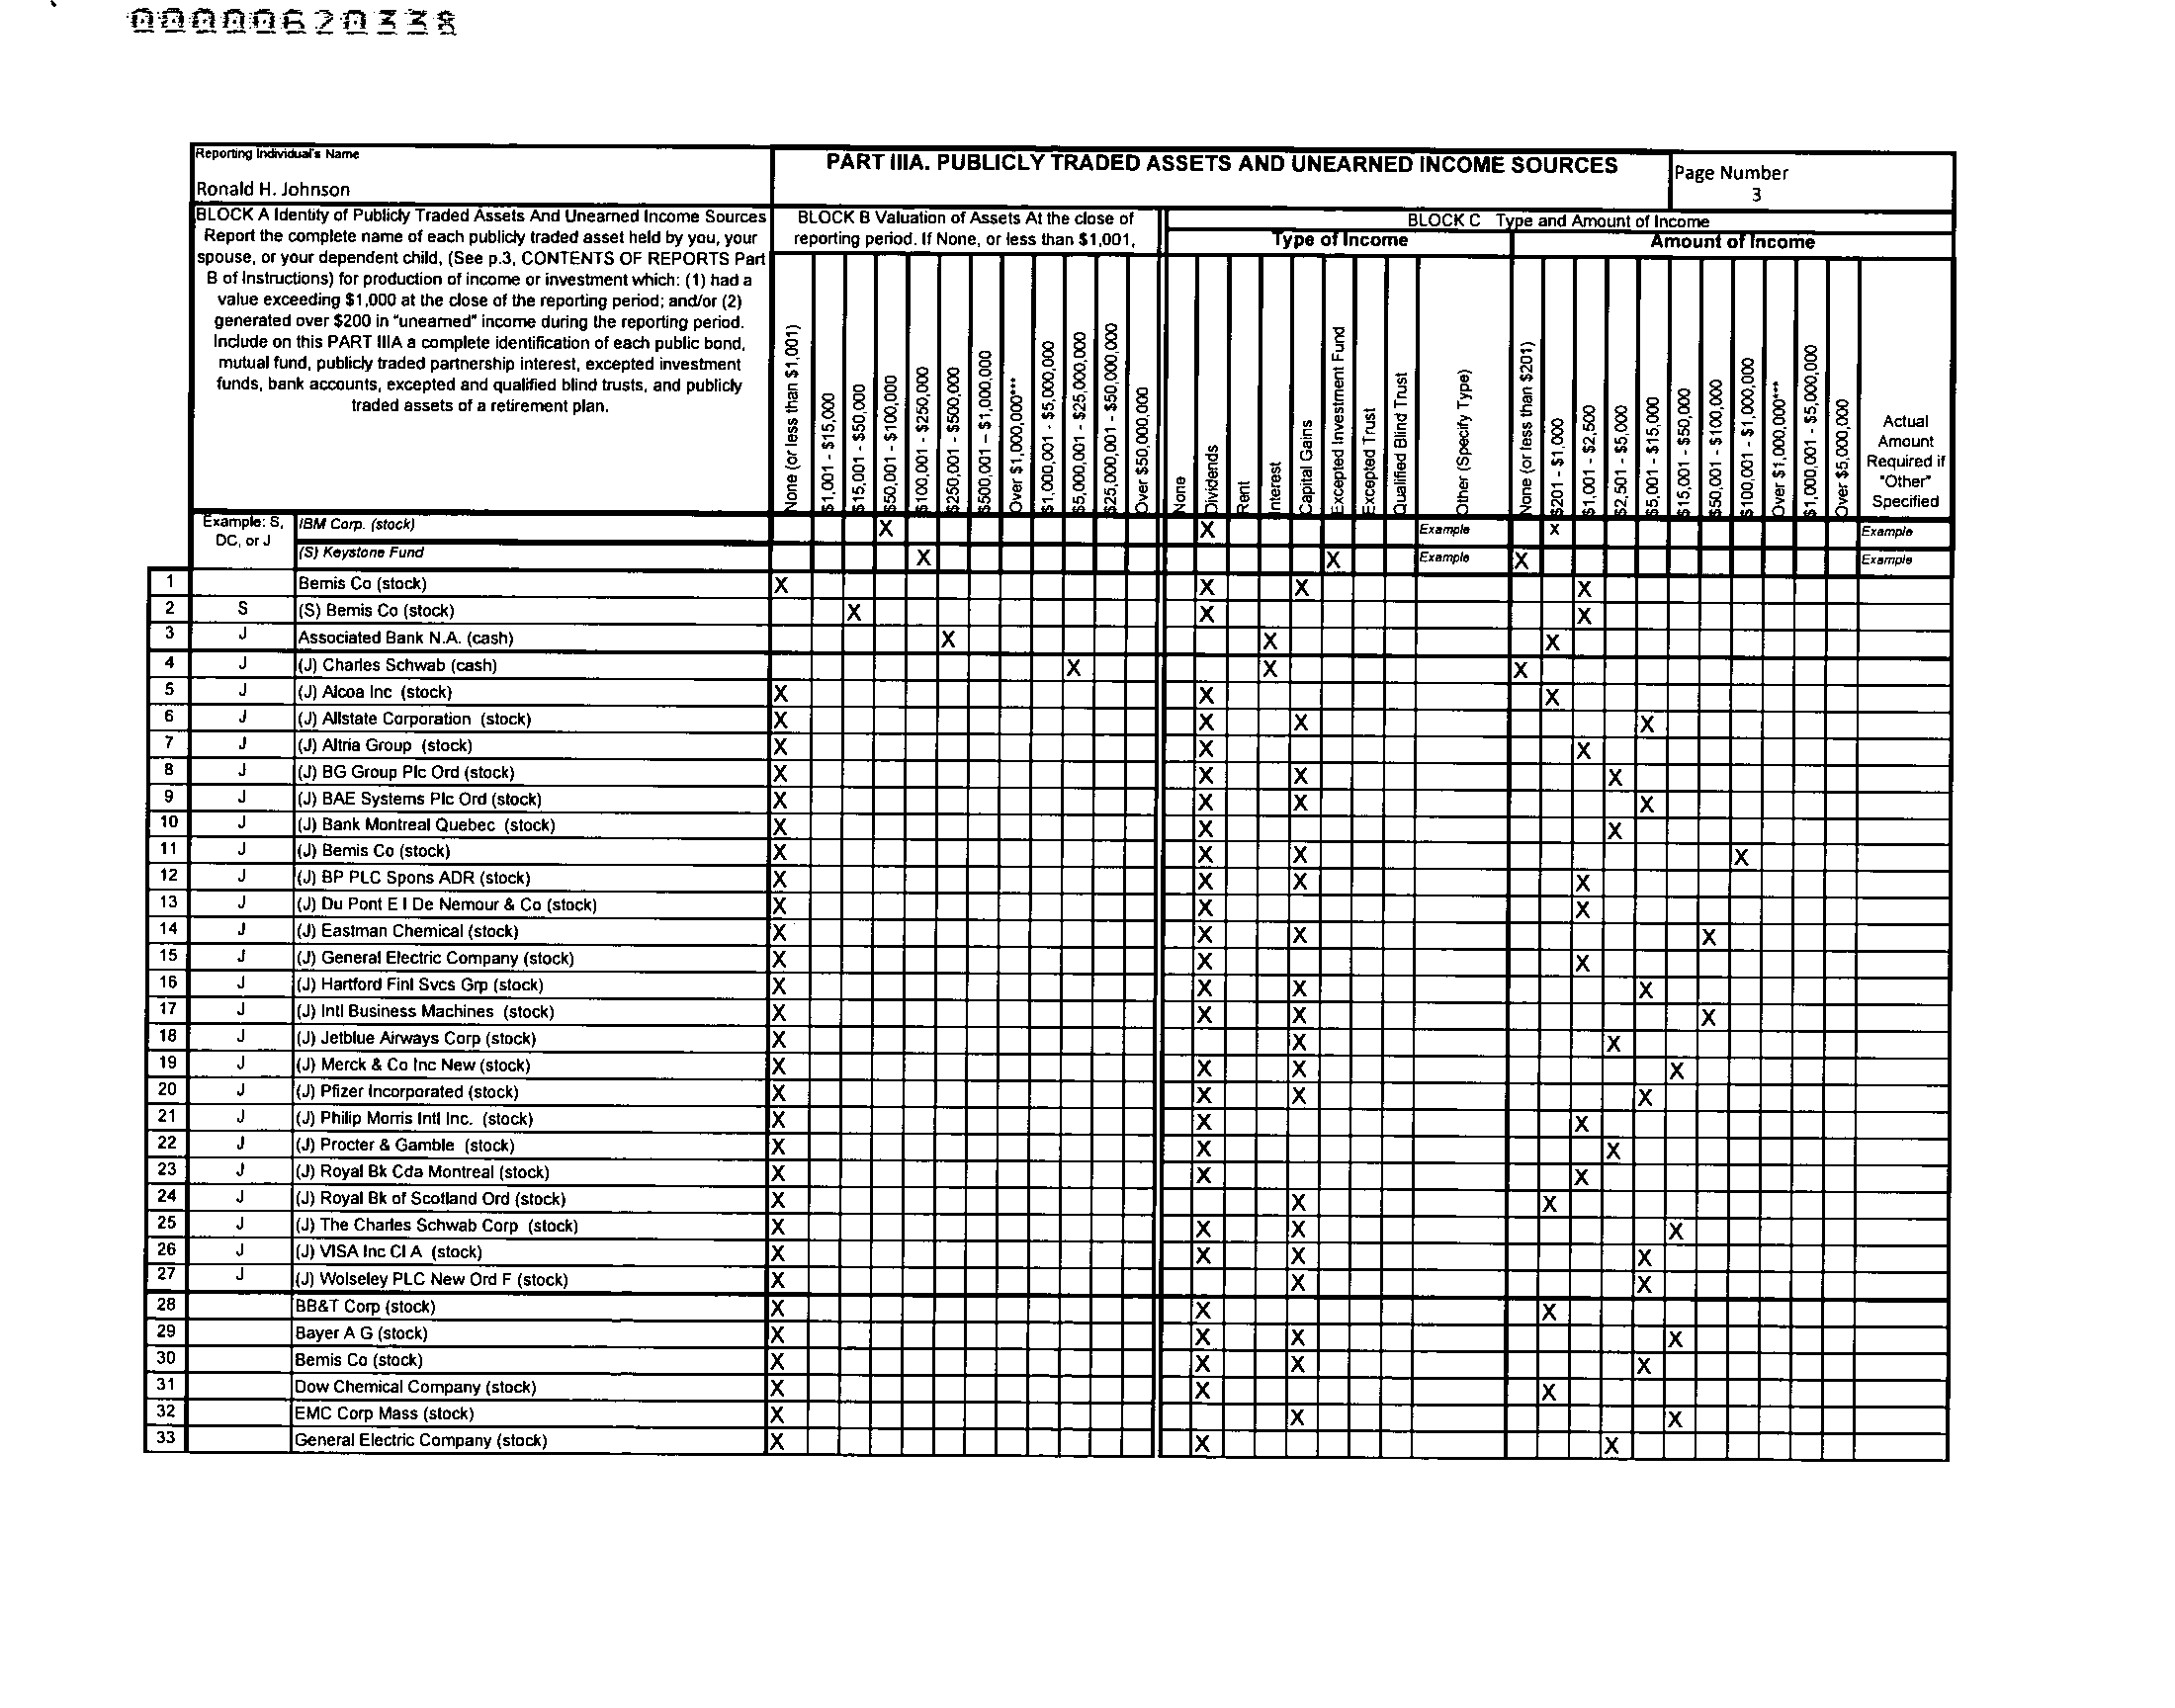 00000620338
Reporting Individual's Name
Ronald H. Johnson
PART IIIA. PUBLICLY TRADED ASSETS AND UNEARNED INCOME SOURCES
Page Number
3
BLOCK A Identity of Publicly Traded Assets And Unearned Income Sources
Report the complete name of each publicly traded asset held by you, your
spouse, or your dependent child, (See p.3, CONTENTS OF REPORTS Part
B of Instructions) for production of income or investment which: (1) had a
value exceeding $1,000 at the close of the reporting period; and/or (2)
generated over $200 in "unearned" income during the reporting period.
Include on this PART IIIA a complete identification of each public bond,
mutual fund, publicly traded partnership interest, excepted investment
funds, bank accounts, excepted and qualified blind trusts, and publicly
traded assets of a retirement plan.
BLOCK B Valuation of Assets At the close of
reporting period. If None, or less than $1,001,
BLOCK C Type and Amount of Income
Type of Income
Amount of Income
None (or less than $1,001)
$1,001 - $15,000
$15,001 - $50,000
$50,001 - $100,000
$100,001 - $250,000
$250,001 - $500,000
$500,001 – $1,000,000
Over $1,000,000***
$1,000,001 - $5,000,000
$5,000,001 - $25,000,000
$25,000,001 - $50,000,000
Over $50,000,000
None
Dividends
Rent
Interest
Capital Gains
Excepted Investment Fund
Excepted Trust
Qualified Blind Trust
Other (Specify Type)
None (or less than $201)
$201 - $1,000
$1,001 - $2,500
$2,501 - $5,000
$5,001 - $15,000
$15,001 - $50,000
$50,001 - $100,000
$100,001 - $1,000,000
Over $1,000,000***
$1,000,001 - $5,000,000
Over $5,000,000
Actual
Amount
Required if
"Other"
Specified
Example: S,
DC, or J
IBM Corp. (stock) X X Example X Example
(S) Keystone Fund X X Example X Example
1 Bemis Co (stock) X X X X
2 S (S) Bemis Co (stock) X X X
3 J Associated Bank N.A. (cash) X X X
4 J (J) Charles Schwab (cash) X X X
5 J (J) Alcoa Inc (stock) X X X
6 J (J) Allstate Corporation (stock) X X X X
7 J (J) Altria Group (stock) X X X
8 J (J) BG Group Plc Ord (stock) X X X X
9 J (J) BAE Systems Plc Ord (stock) X X X X
10 J (J) Bank Montreal Quebec (stock) X X X
11 J (J) Bemis Co (stock) X X X X
12 J (J) BP PLC Spons ADR (stock) X X X X
13 J (J) Du Pont E I De Nemour & Co (stock) X X X
14 J (J) Eastman Chemical (stock) X X X X
15 J (J) General Electric Company (stock) X X X
16 J (J) Hartford Finl Svcs Grp (stock) X X X X
17 J (J) Intl Business Machines (stock) X X X X
18 J (J) Jetblue Airways Corp (stock) X X X
19 J (J) Merck & Co Inc New (stock) X X X X
20 J (J) Pfizer Incorporated (stock) X X X X
21 J (J) Philip Morris Intl Inc. (stock) X X X
22 J (J) Procter & Gamble (stock) X X X
23 J (J) Royal Bk Cda Montreal (stock) X X X
24 J (J) Royal Bk of Scotland Ord (stock) X X X
25 J (J) The Charles Schwab Corp (stock) X X X X
26 J (J) VISA Inc Cl A (stock) X X X X
27 J (J) Wolseley PLC New Ord F (stock) X X X
28 BB&T Corp (stock) X X X
29 Bayer A G (stock) X X X X
30 Bemis Co (stock) X X X X
31 Dow Chemical Company (stock) X X X
32 EMC Corp Mass (stock) X X X
33 General Electric Company (stock) X X X